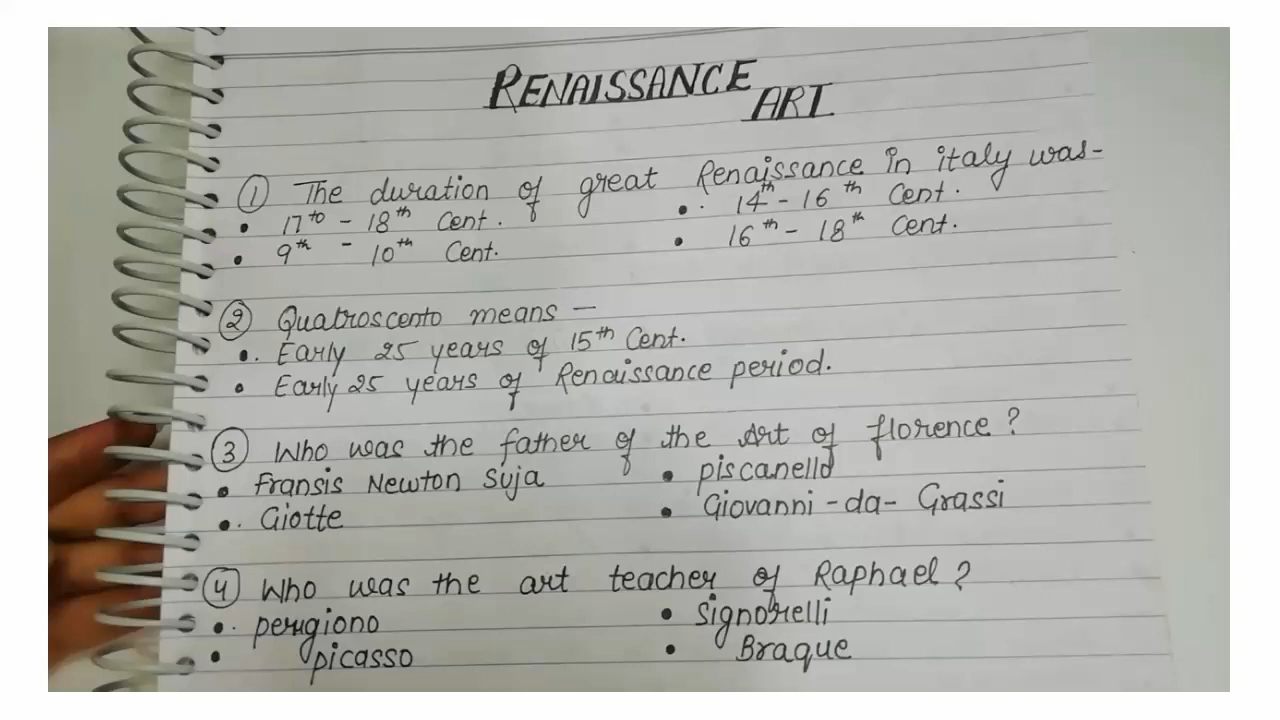 RENAISSANCE
ART
① The duration of great Renaissance in italy was-
• 17to - 18th Cent. •• 14th - 16th Cent.
• 9th - 10th Cent. • 16th - 18th Cent.
② Quatroscento means -
•. Early 25 years of 15th Cent.
• Early 25 years of Renaissance period.
③ Who was the father of the Art of florence?
• Fransis Newton Suja • piscanello
•. Giotte • Giovanni-da-Grassi
④ Who was the art teacher of Raphael?
•. perugiono • Signorelli
• picasso • Braque